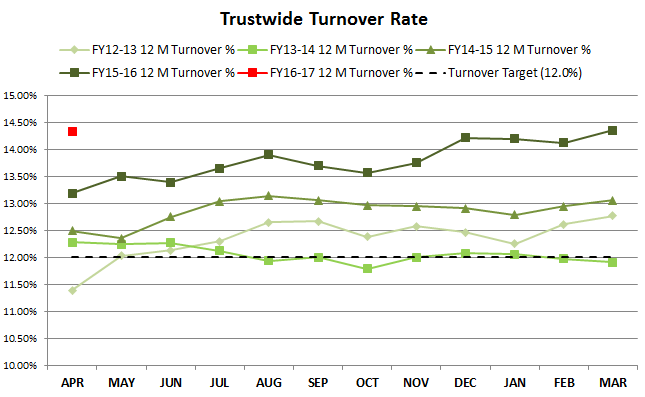 Trustwide Turnover Rate
FY12-13 12 M Turnover % FY13-14 12 M Turnover % FY14-15 12 M Turnover %
FY15-16 12 M Turnover % FY16-17 12 M Turnover % Turnover Target (12.0%)
15.00%
14.50%
14.00%
13.50%
13.00%
12.50%
12.00%
11.50%
11.00%
10.50%
10.00%
APR MAY JUN JUL AUG SEP OCT NOV DEC JAN FEB MAR